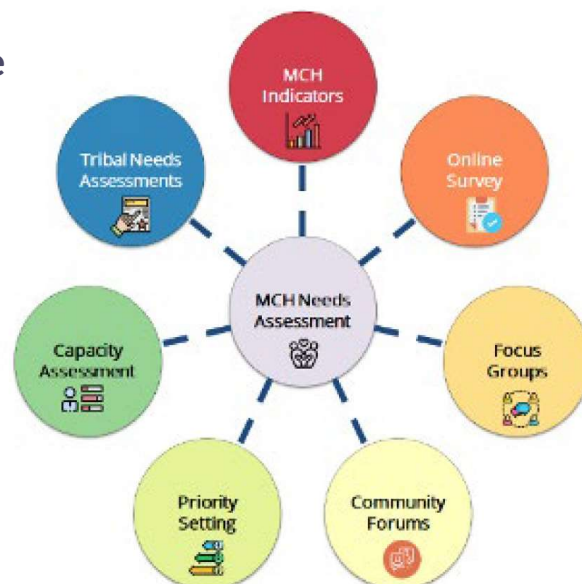 e
MCH
Indicators
Online
Survey
Focus
Groups
Community
Forums
Priority
Setting
Capacity
Assessment
Tribal Needs
Assessments
MCH Needs
Assessment